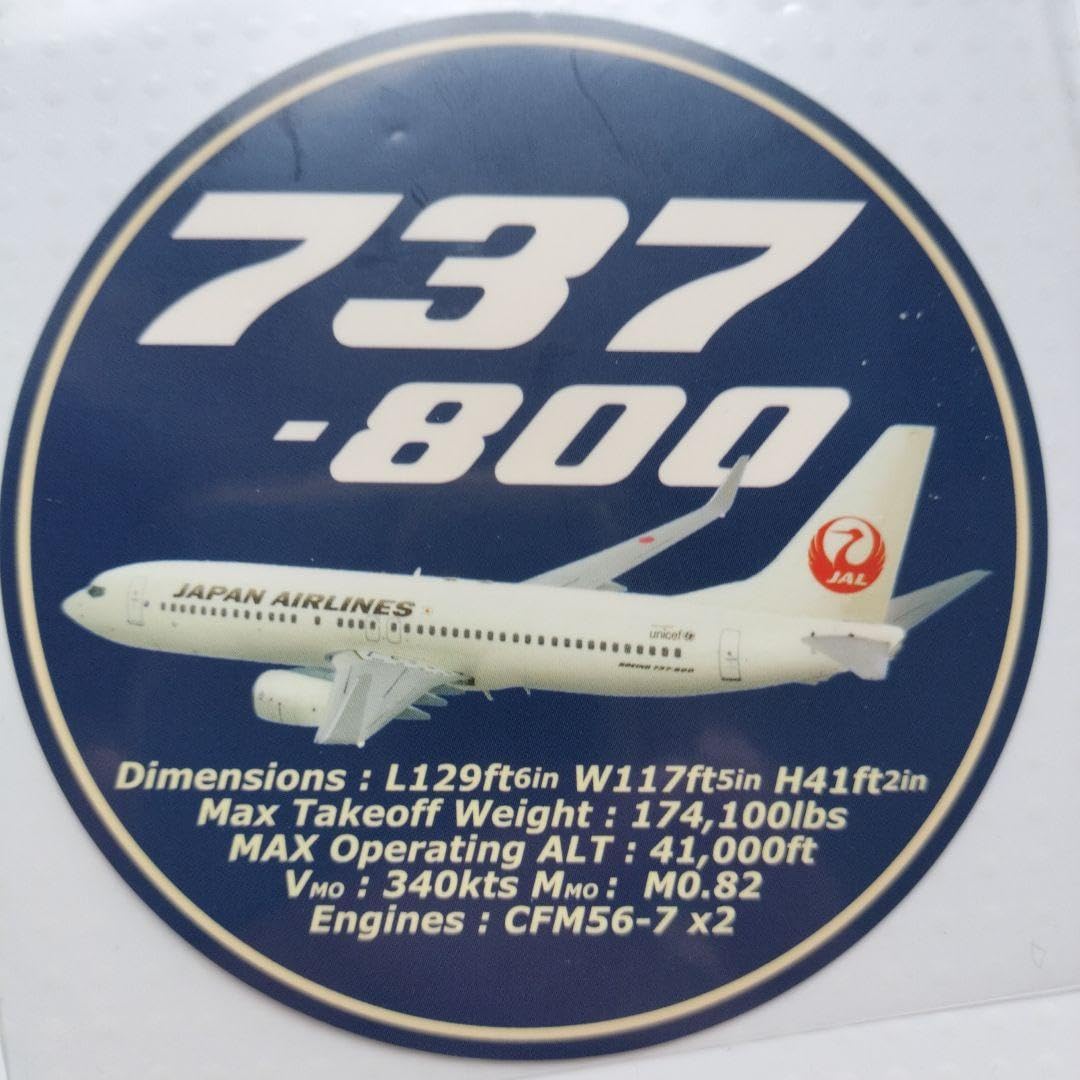 737
-800
JAPAN AIRLINES
JAL
unicef
BOEING 737-800
Dimensions : L129ft6in W117ft5in H41ft2in
Max Takeoff Weight : 174,100lbs
MAX Operating ALT : 41,000ft
VMO : 340kts MMO : M0.82
Engines : CFM56-7 x2